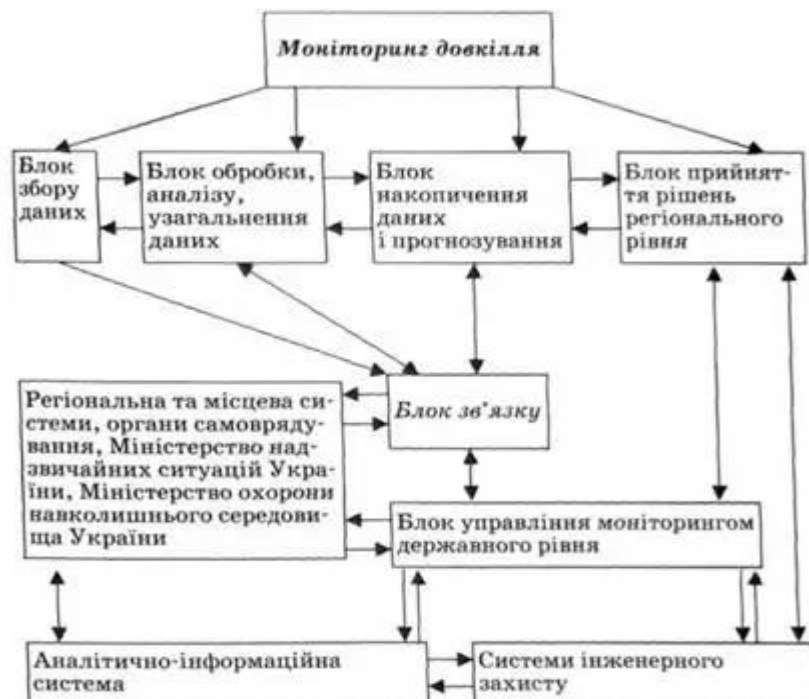 Моніторинг довкілля
Блок
збору
даних
Блок обробки,
аналізу,
узагальнення
даних
Блок
накопичення
даних
і прогнозування
Блок прийнят-
тя рішень
регіонального
рівня
Регіональна та місцева си-
стеми, органи самовряду-
вання, Міністерство над-
звичайних ситуацій Укра-
їни, Міністерство охорони
навколишнього середови-
ща України
Блок зв'язку
Блок управління моніторингом
державного рівня
Аналітично-інформаційна
система
Системи інженерного
захисту